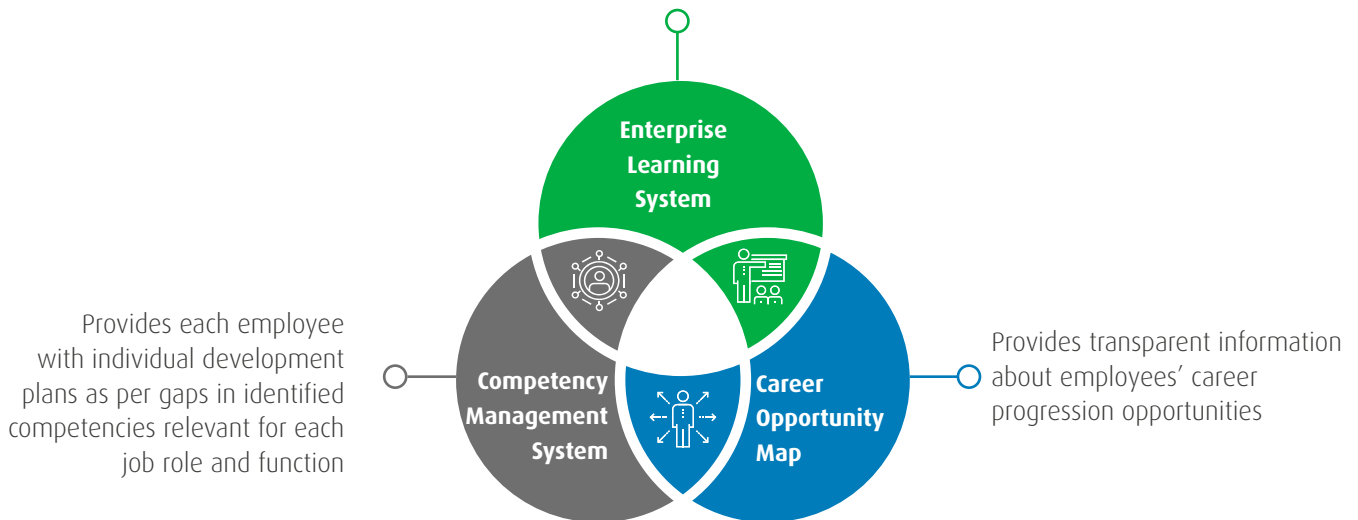 Enterprise
Learning
System
Provides each employee
with individual development
plans as per gaps in identified
competencies relevant for each
job role and function
Competency
Management
System
Career
Opportunity
Map
Provides transparent information
about employees’ career
progression opportunities